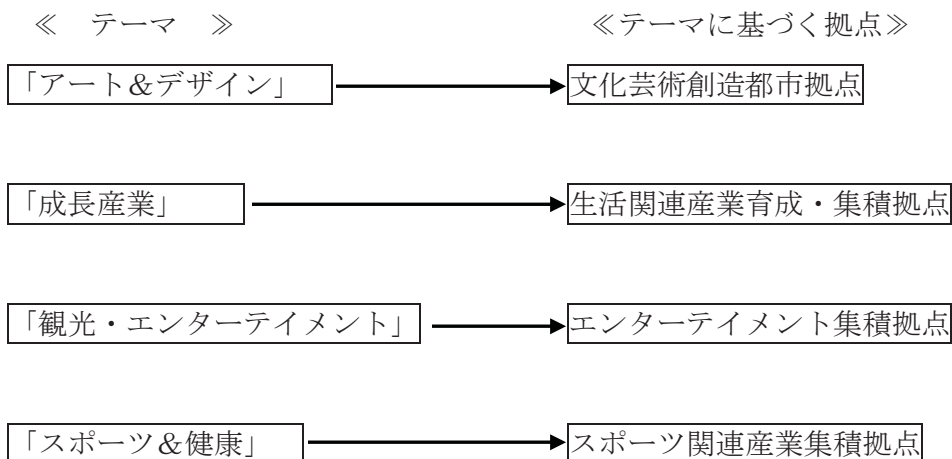 ≪　テーマ　≫
≪テーマに基づく拠点≫
「アート＆デザイン」
文化芸術創造都市拠点
「成長産業」
生活関連産業育成・集積拠点
「観光・エンターテイメント」
エンターテイメント集積拠点
「スポーツ＆健康」
スポーツ関連産業集積拠点